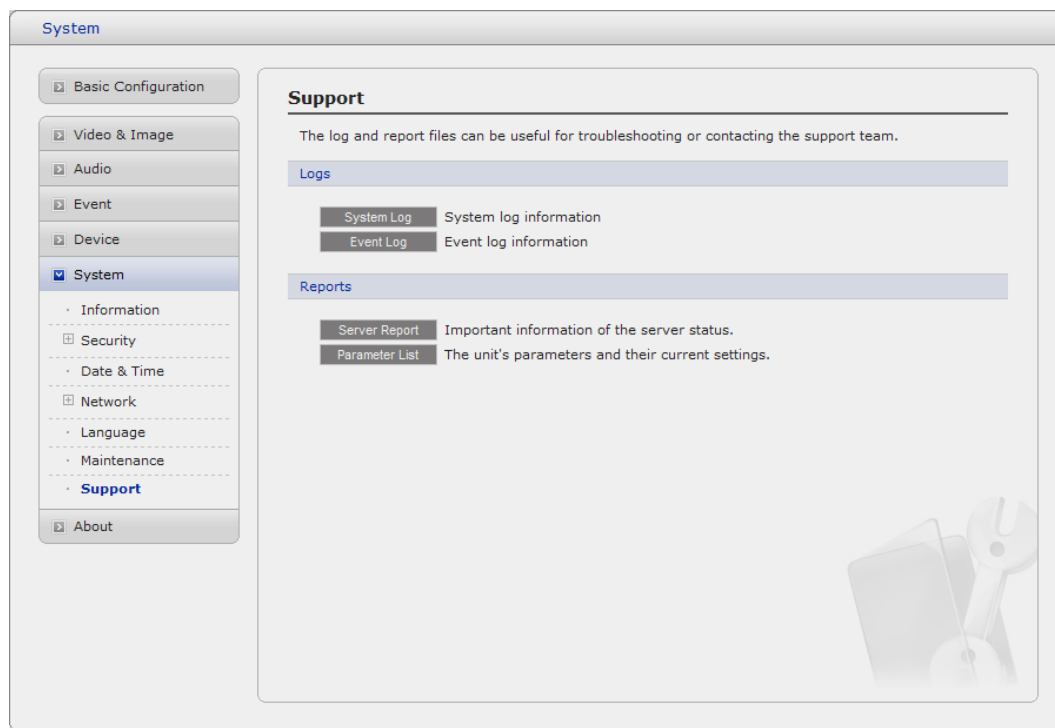 System
Basic Configuration
Video & Image
Audio
Event
Device
System
Information
Security
Date & Time
Network
Language
Maintenance
Support
About
Support
The log and report files can be useful for troubleshooting or contacting the support team.
Logs
System Log System log information
Event Log Event log information
Reports
Server Report Important information of the server status.
Parameter List The unit's parameters and their current settings.